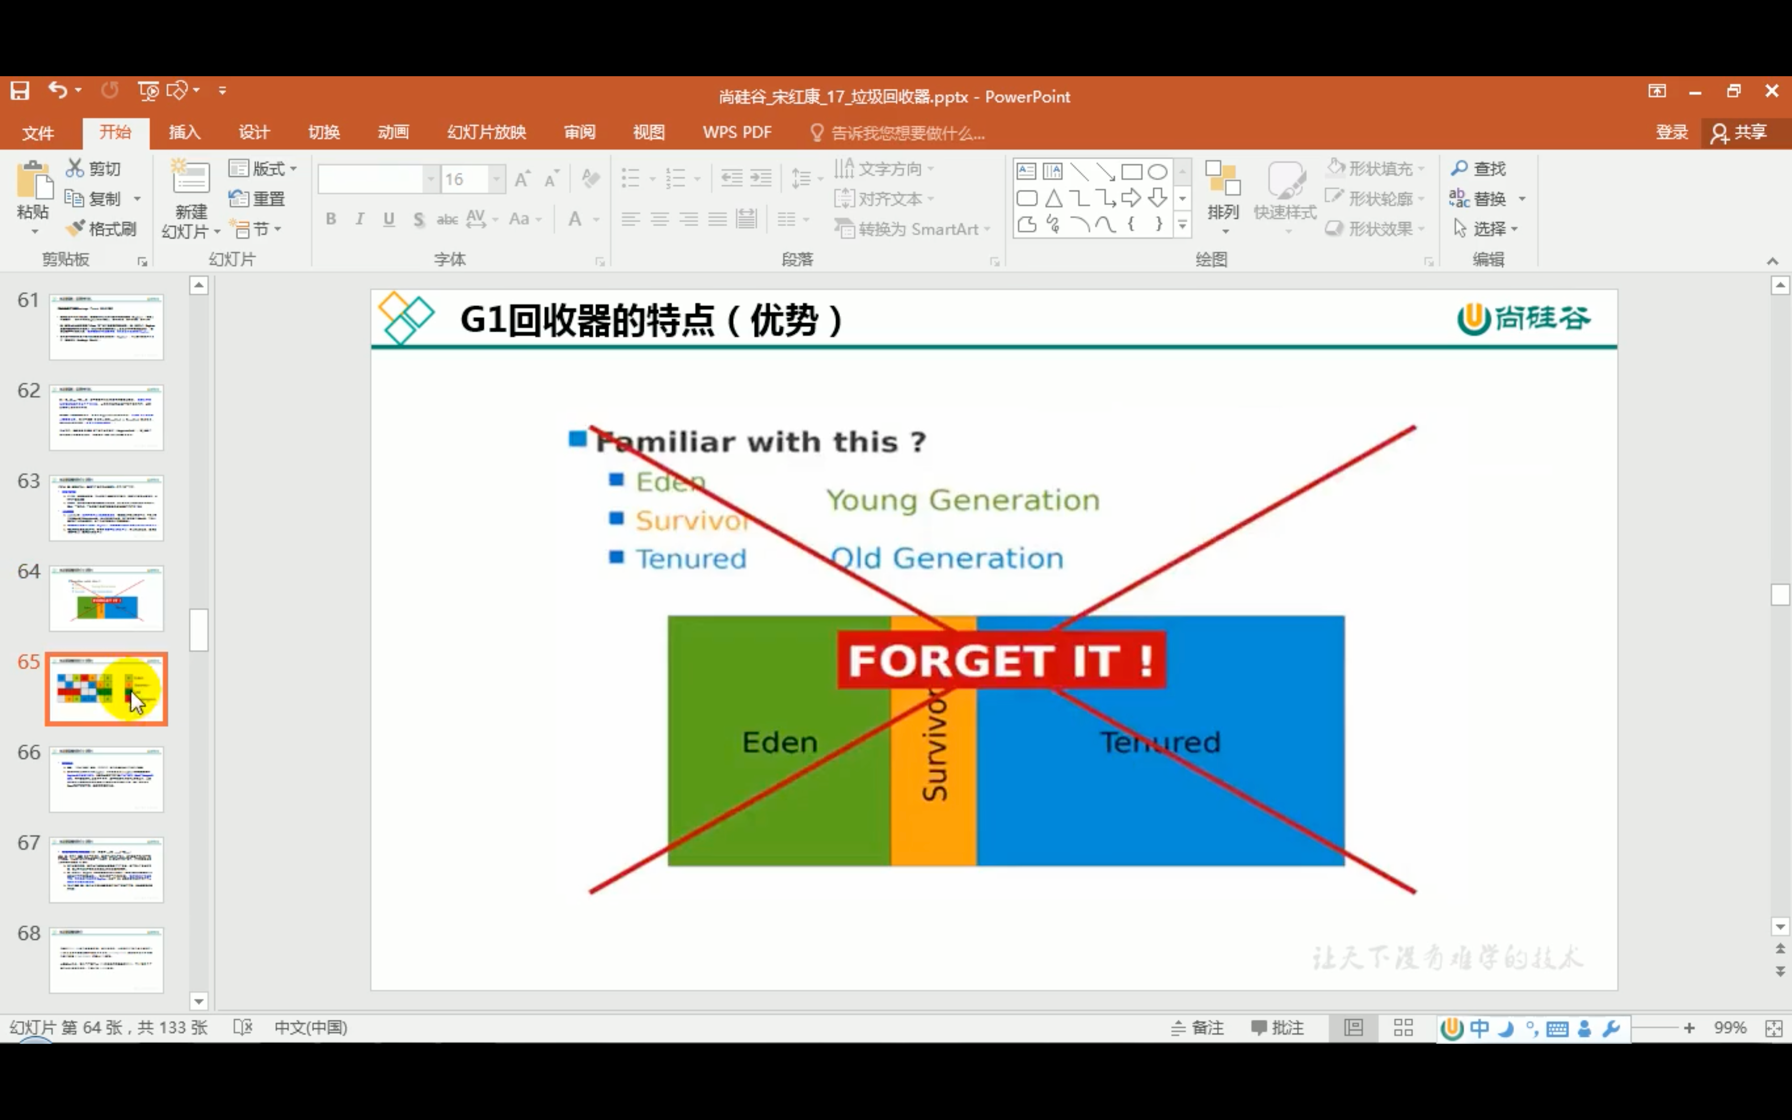 尚硅谷_宋红康_17_垃圾回收器.pptx - PowerPoint
文件 开始 插入 设计 切换 动画 幻灯片放映 审阅 视图 WPS PDF 告诉我您想要做什么... 登录 共享
粘贴 剪切 复制 格式刷 剪贴板
新建幻灯片 版式 重置 节 幻灯片
16 B I U S abc AV Aa A 字体
文字方向 对齐文本 转换为 SmartArt 段落
排列 快速样式 形状填充 形状轮廓 形状效果 绘图
查找 替换 选择 编辑
61
62
63
64
65
66
67
68
G1回收器的特点（优势）
尚硅谷
Familiar with this ?
Eden
Young Generation
Survivor
Tenured
Old Generation
FORGET IT !
Eden
Survivor
Tenured
让天下没有难学的技术
幻灯片 第 64 张，共 133 张 中文(中国) 备注 批注 中 99%